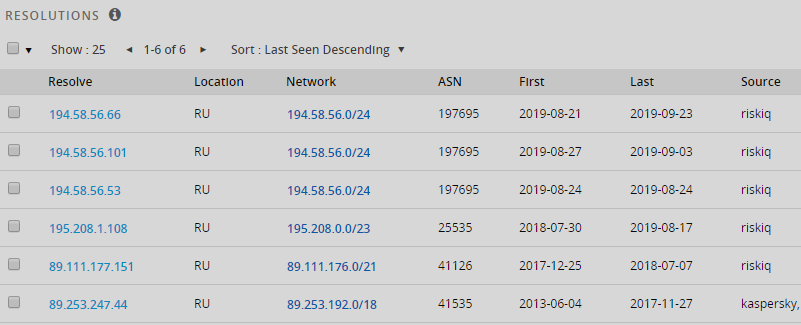 RESOLUTIONS
Show : 25 1-6 of 6 Sort : Last Seen Descending
Resolve Location Network ASN First Last Source
194.58.56.66 RU 194.58.56.0/24 197695 2019-08-21 2019-09-23 riskiq
194.58.56.101 RU 194.58.56.0/24 197695 2019-08-27 2019-09-03 riskiq
194.58.56.53 RU 194.58.56.0/24 197695 2019-08-24 2019-08-24 riskiq
195.208.1.108 RU 195.208.0.0/23 25535 2018-07-30 2019-08-17 riskiq
89.111.177.151 RU 89.111.176.0/21 41126 2017-12-25 2018-07-07 riskiq
89.253.247.44 RU 89.253.192.0/18 41535 2013-06-04 2017-11-27 kaspersky,